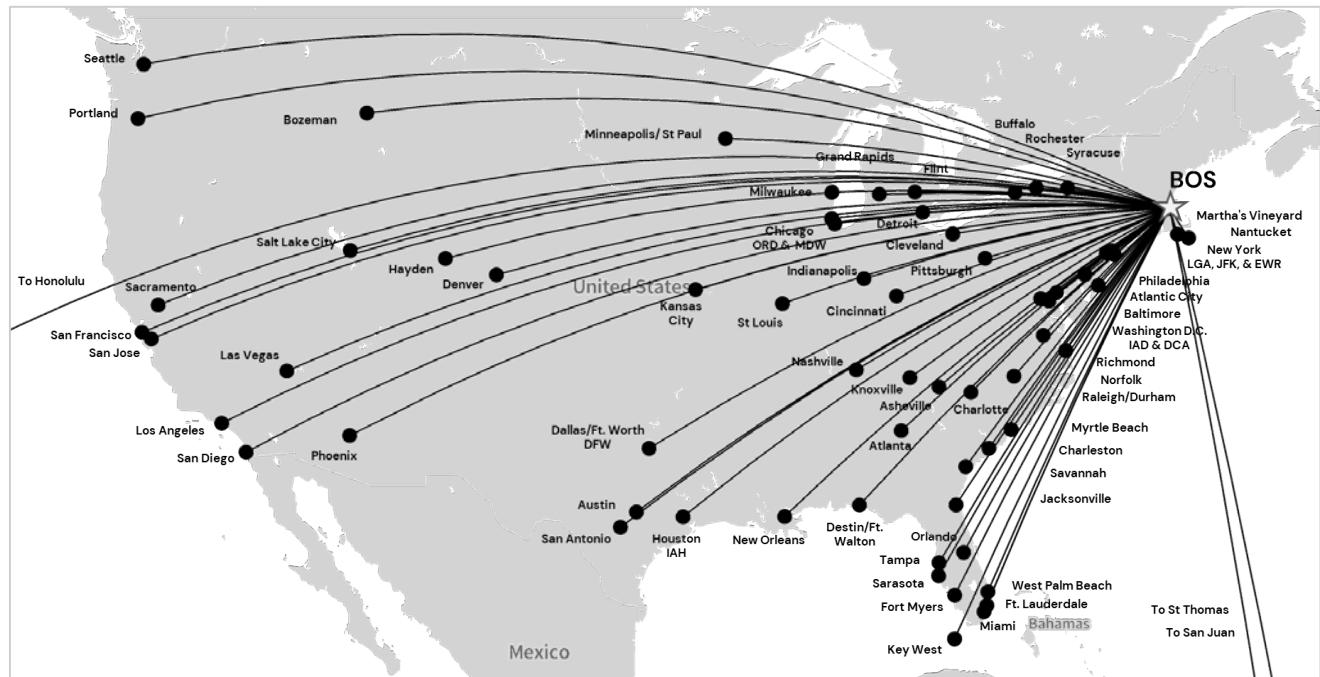 Seattle
Portland
Bozeman
Minneapolis/ St Paul
Buffalo
Rochester
Syracuse
Grand Rapids
Flint
Milwaukee
BOS
Martha's Vineyard
Nantucket
New York
LGA, JFK, & EWR
Detroit
Chicago
ORD & MDW
Cleveland
Salt Lake City
Hayden
Denver
Indianapolis
Pittsburgh
To Honolulu
Sacramento
United States
Kansas
City
St Louis
Cincinnati
Philadelphia
Atlantic City
Baltimore
Washington D.C.
IAD & DCA
San Francisco
San Jose
Las Vegas
Nashville
Knoxville
Asheville
Charlotte
Richmond
Norfolk
Raleigh/Durham
Los Angeles
San Diego
Phoenix
Dallas/Ft. Worth
DFW
Atlanta
Myrtle Beach
Charleston
Savannah
Jacksonville
Austin
San Antonio
Houston
IAH
New Orleans
Destin/Ft.
Walton
Orlando
Tampa
Sarasota
Fort Myers
West Palm Beach
Ft. Lauderdale
Miami
Bahamas
Key West
To St Thomas
To San Juan
Mexico